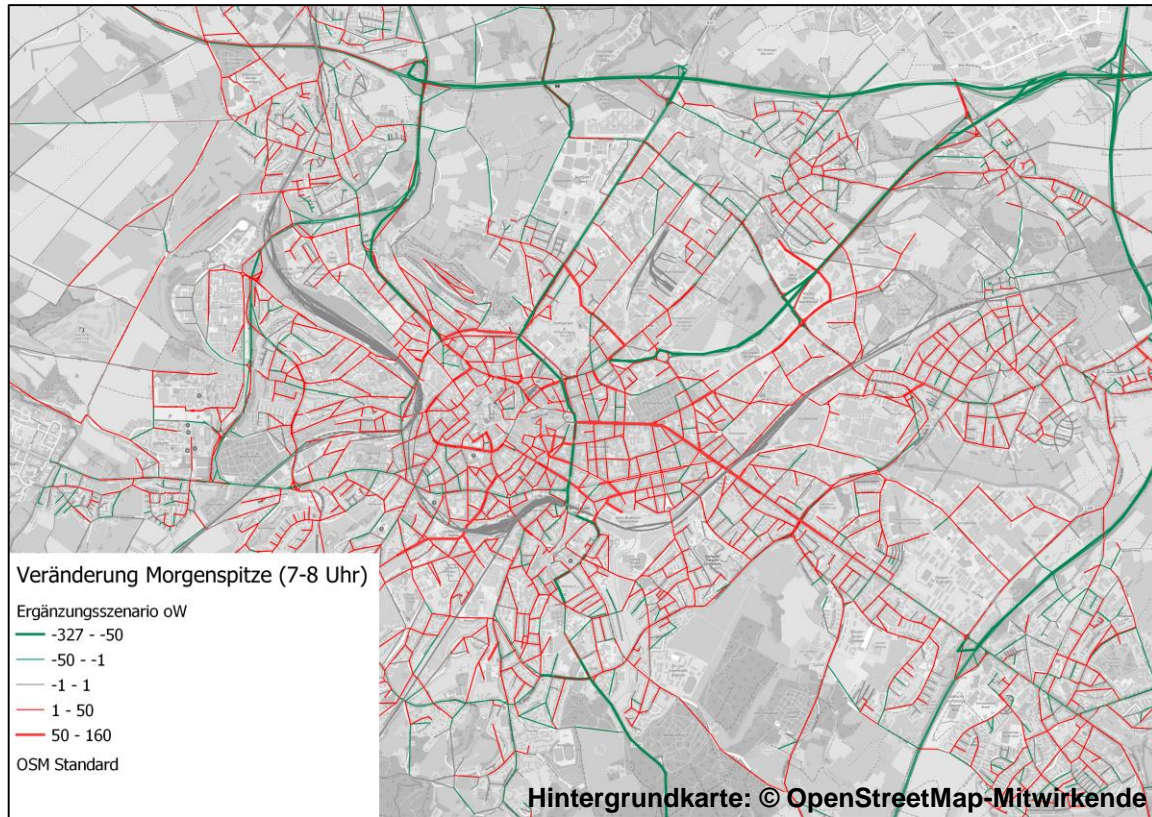 Veränderung Morgenspitze (7-8 Uhr)
Ergänzungsszenario oW
-327 - -50
-50 - -1
-1 - 1
1 - 50
50 - 160
OSM Standard
Hintergrundkarte: © OpenStreetMap-Mitwirkende